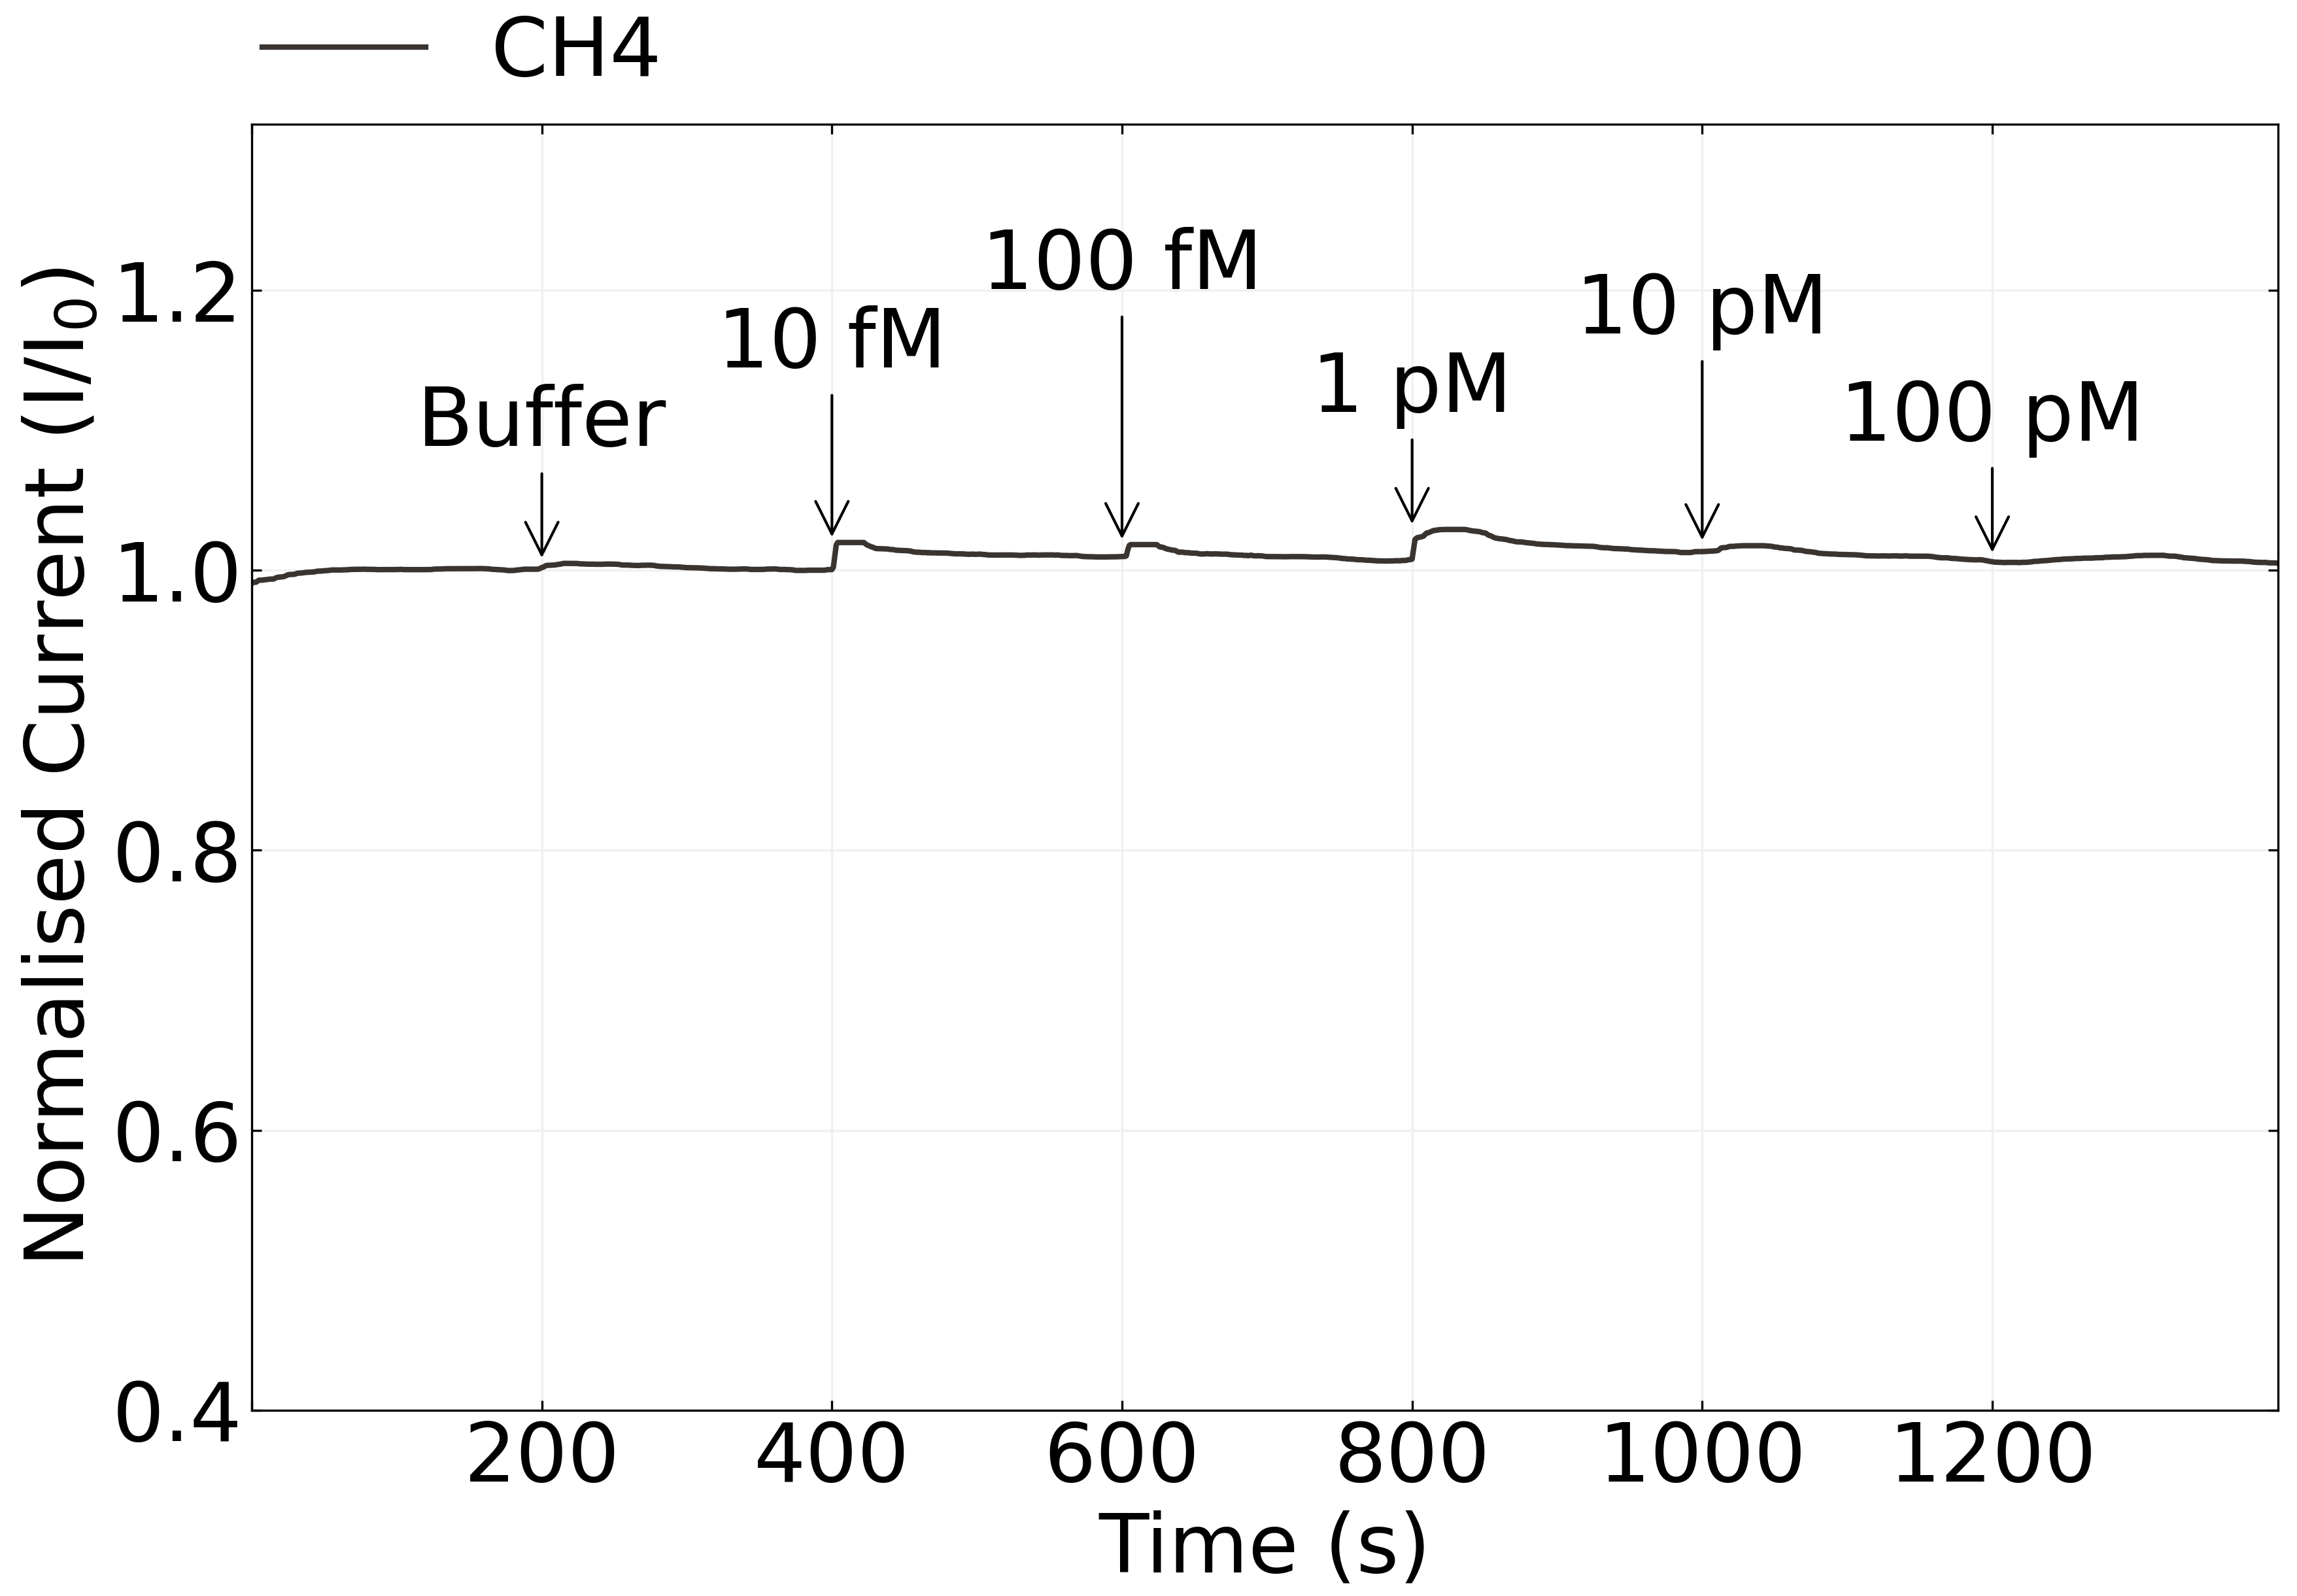 CH4
Normalised Current (I/I₀)
1.2
1.0
0.8
0.6
0.4
Buffer
10 fM
100 fM
1 pM
10 pM
100 pM
200
400
600
800
1000
1200
Time (s)